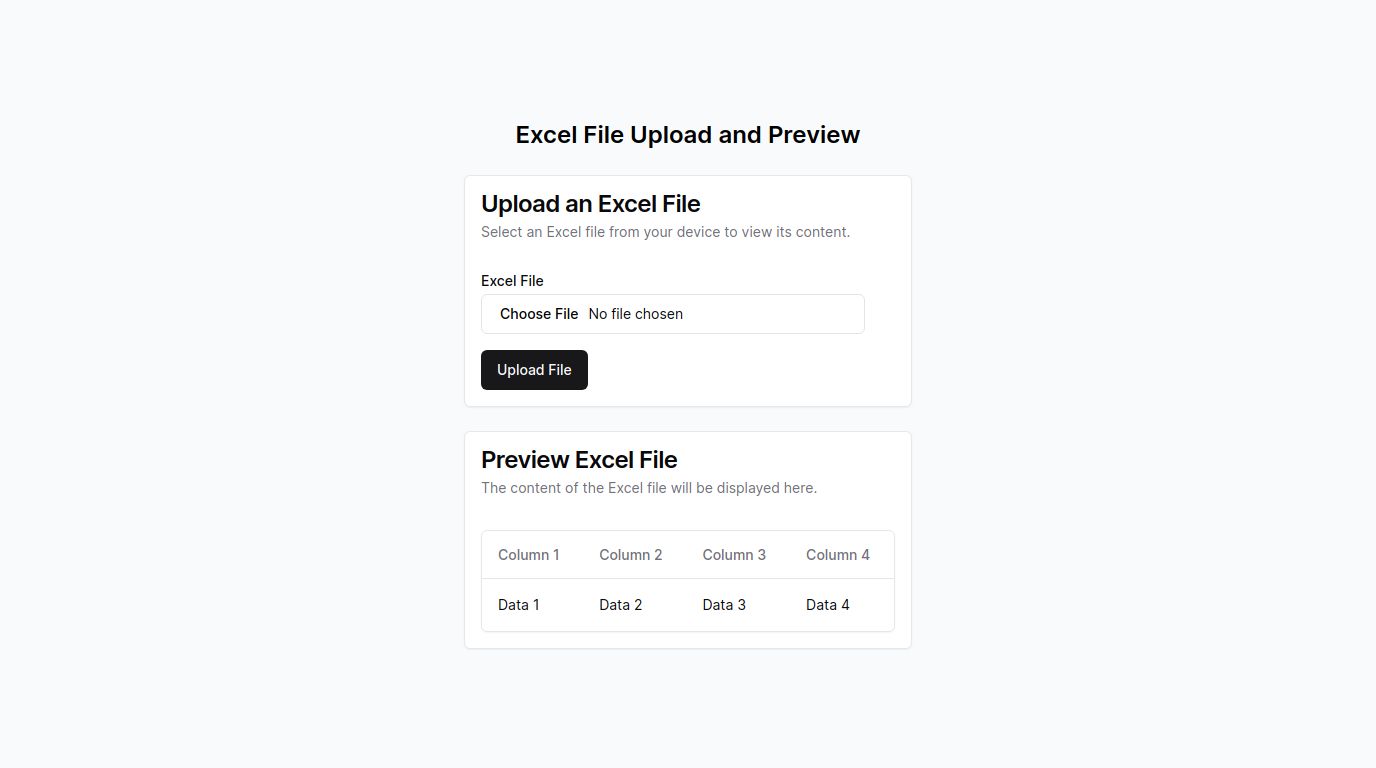 Excel File Upload and Preview
Upload an Excel File
Select an Excel file from your device to view its content.
Excel File
Choose File No file chosen
Upload File
Preview Excel File
The content of the Excel file will be displayed here.
Column 1 Column 2 Column 3 Column 4
Data 1 Data 2 Data 3 Data 4